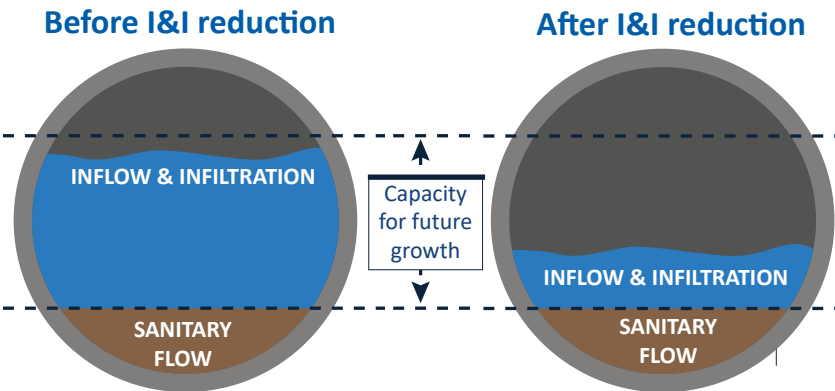 Before I&I reduction
After I&I reduction
INFLOW & INFILTRATION
Capacity
for future
growth
INFLOW & INFILTRATION
SANITARY
FLOW
SANITARY
FLOW